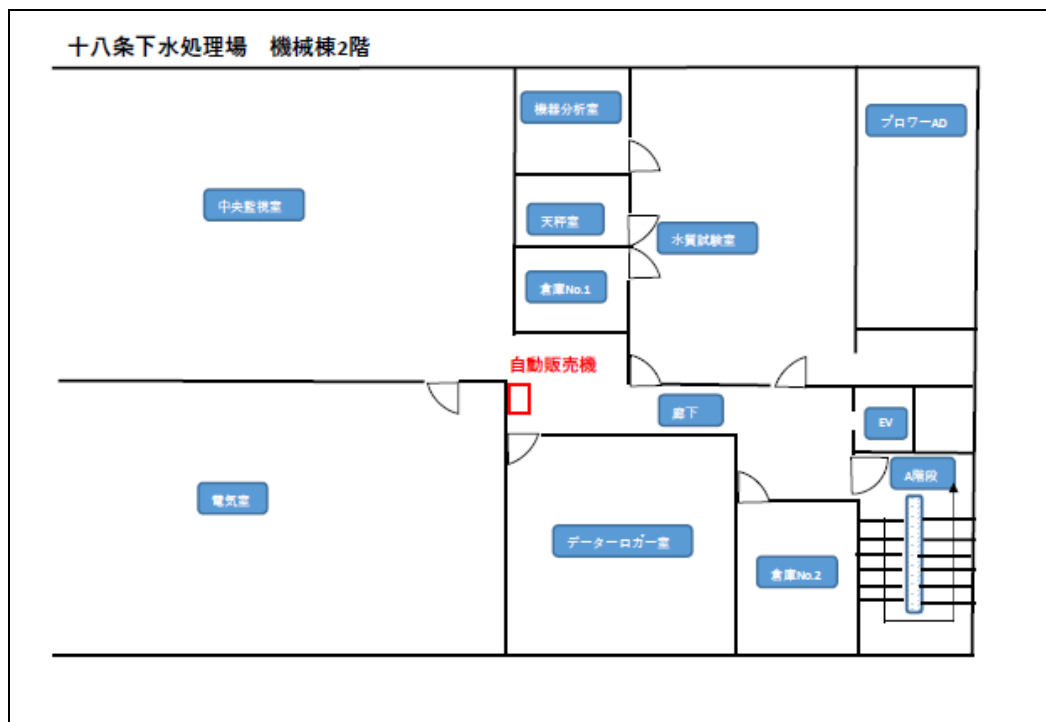 十八条下水処理場　機械棟2階
機器分析室
ブロワーAD
中央監視室
天秤室
水質試験室
倉庫No.1
自動販売機
廊下
EV
A階段
電気室
データーロガー室
倉庫No.2